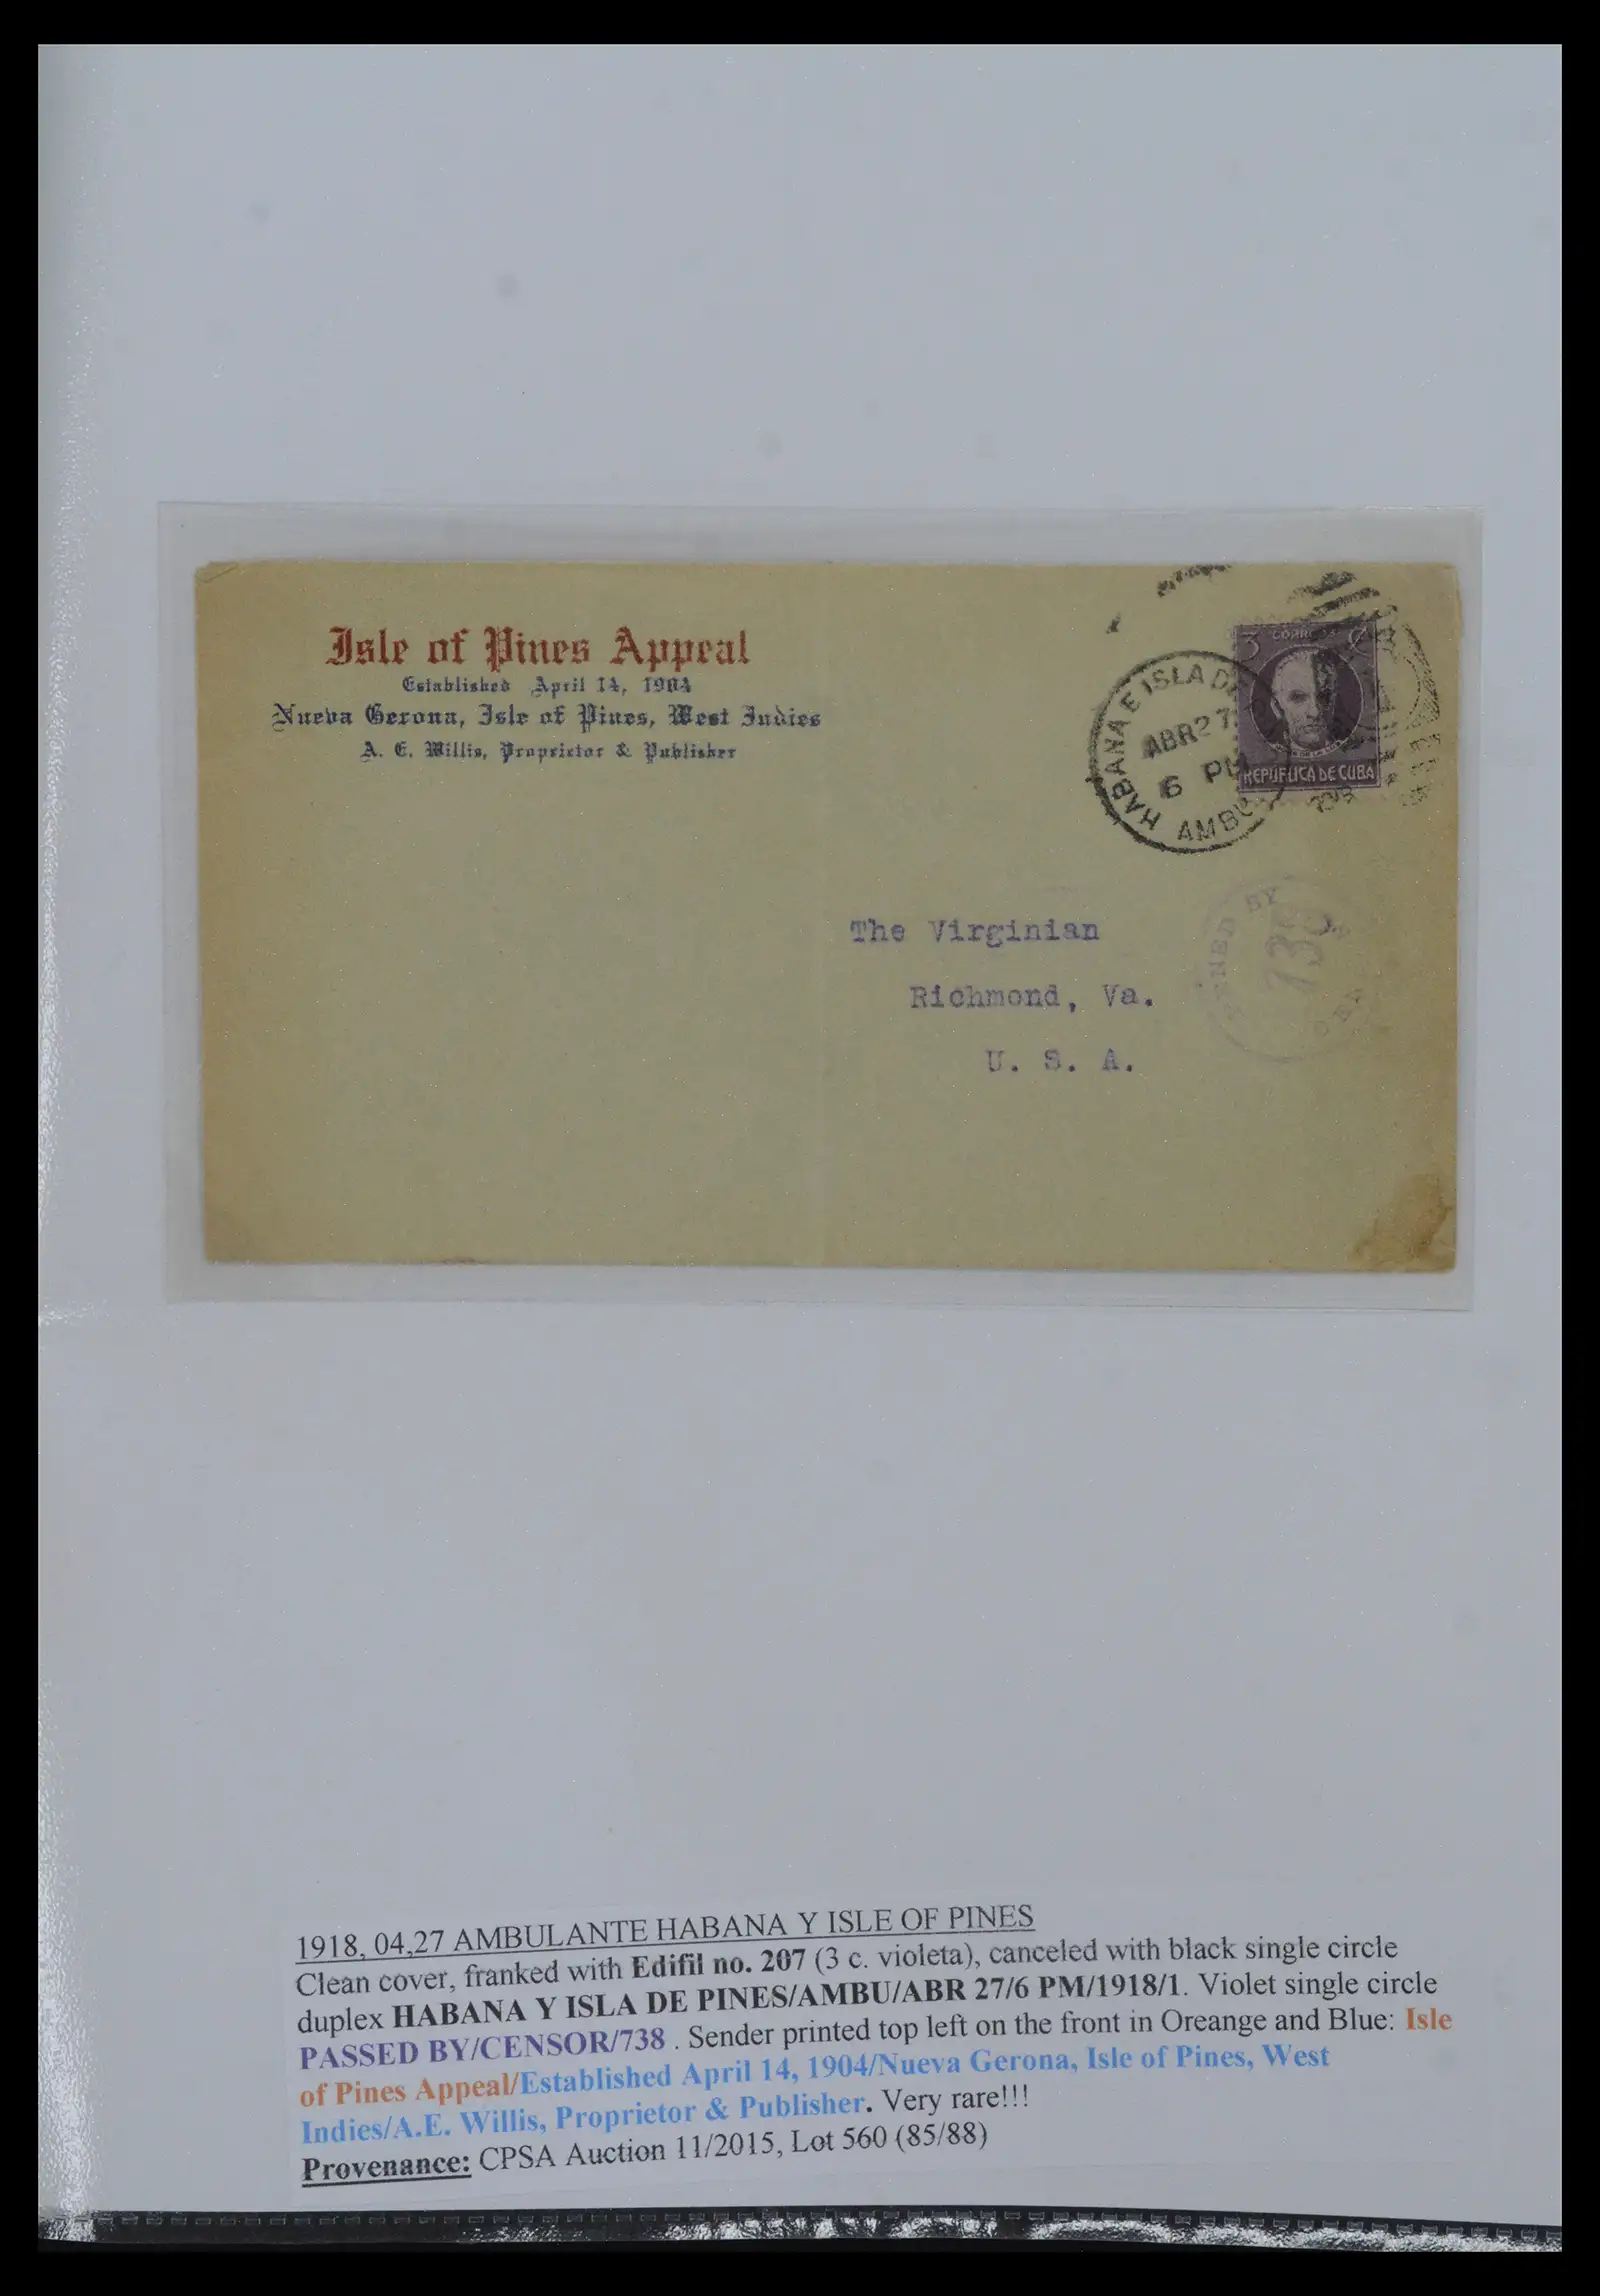 Isle of Pines Appeal
Established April 14, 1904
Nueva Gerona, Isle of Pines, West Indies
A. E. Willis, Proprietor & Publisher
HABANA E ISLA DE
ABR 27
6 PM
AMBU
3 CORREOS
REPUBLICA DE CUBA
The Virginian
Richmond, Va.
U. S. A.
BY
1918, 04,27 AMBULANTE HABANA Y ISLE OF PINES
Clean cover, franked with Edifil no. 207 (3 c. violeta), canceled with black single circle
duplex HABANA Y ISLA DE PINES/AMBU/ABR 27/6 PM/1918/1. Violet single circle
PASSED BY/CENSOR/738 . Sender printed top left on the front in Oreange and Blue: Isle
of Pines Appeal/Established April 14, 1904/Nueva Gerona, Isle of Pines, West
Indies/A.E. Willis, Proprietor & Publisher. Very rare!!!
Provenance: CPSA Auction 11/2015, Lot 560 (85/88)